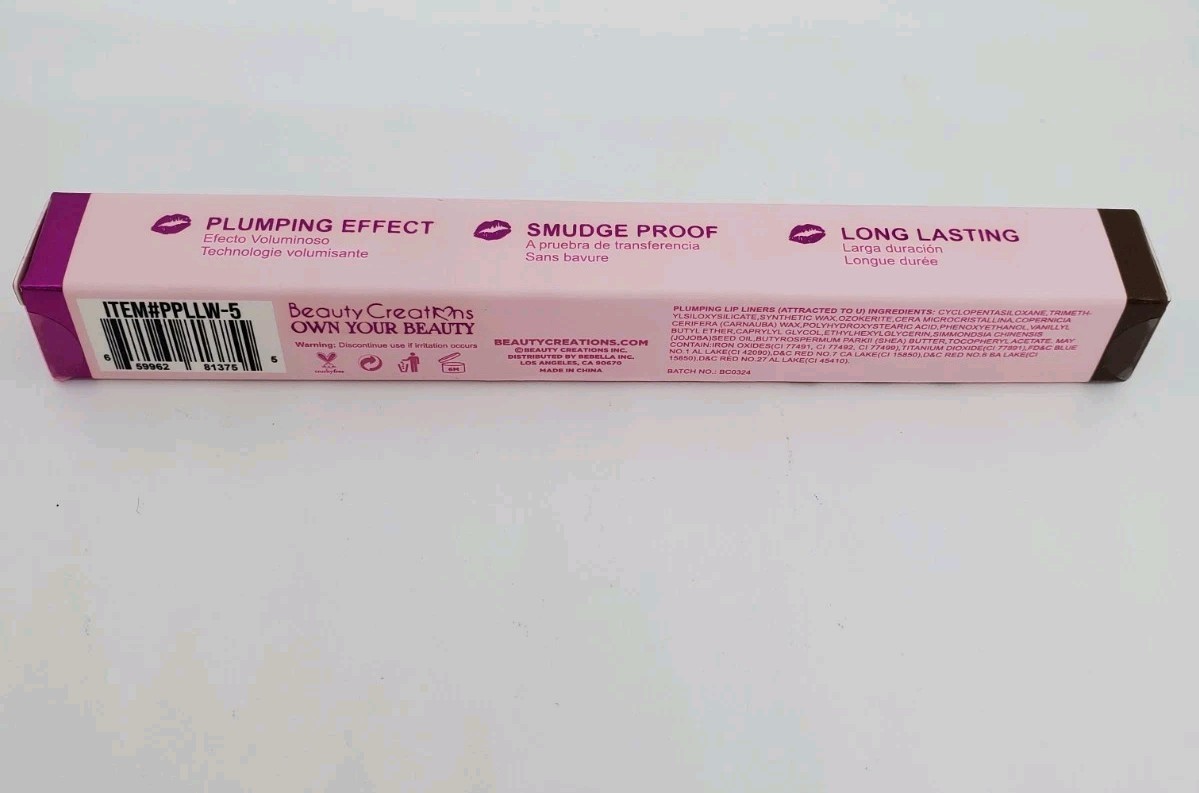 PLUMPING EFFECT
Efecto Voluminoso
Technologie volumisante
SMUDGE PROOF
A pruebra de transferencia
Sans bavure
LONG LASTING
Larga duración
Longue durée
ITEM#PPLLW-5
6 59962 81375 5
Beauty Creations
OWN YOUR BEAUTY
Warning: Discontinue use if irritation occurs
crueltyfree
6M
BEAUTYCREATIONS.COM
©BEAUTY CREATIONS INC.
DISTRIBUTED BY BEBELLA INC.
LOS ANGELES, CA 80670
MADE IN CHINA
PLUMPING LIP LINERS (ATTRACTED TO U) INGREDIENTS: CYCLOPENTASILOXANE,TRIMETH-
YLSILOXYSILICATE,SYNTHETIC WAX,OZOKERITE,CERA MICROCRISTALLINA,COPERNICIA
CERIFERA (CARNAUBA) WAX,POLYHYDROXYSTEARIC ACID,PHENOXYETHANOL,VANILLYL
BUTYL ETHER,CAPRYLYL GLYCOL,ETHYLHEXYLGLYCERIN,SIMMONDSIA CHINENSIS
(JOJOBA)SEED OIL,BUTYROSPERMUM PARKII (SHEA) BUTTER,TOCOPHERYL ACETATE. MAY
CONTAIN:IRON OXIDES(CI 77491, CI 77492, CI 77499),TITANIUM DIOXIDE(CI 77891),FD&C BLUE
NO.1 AL LAKE(CI 42090),D&C RED NO.7 CA LAKE(CI 15850),D&C RED NO.6 BA LAKE(CI
15850),D&C RED NO.27 AL LAKE(CI 45410).
BATCH NO.: BC0324